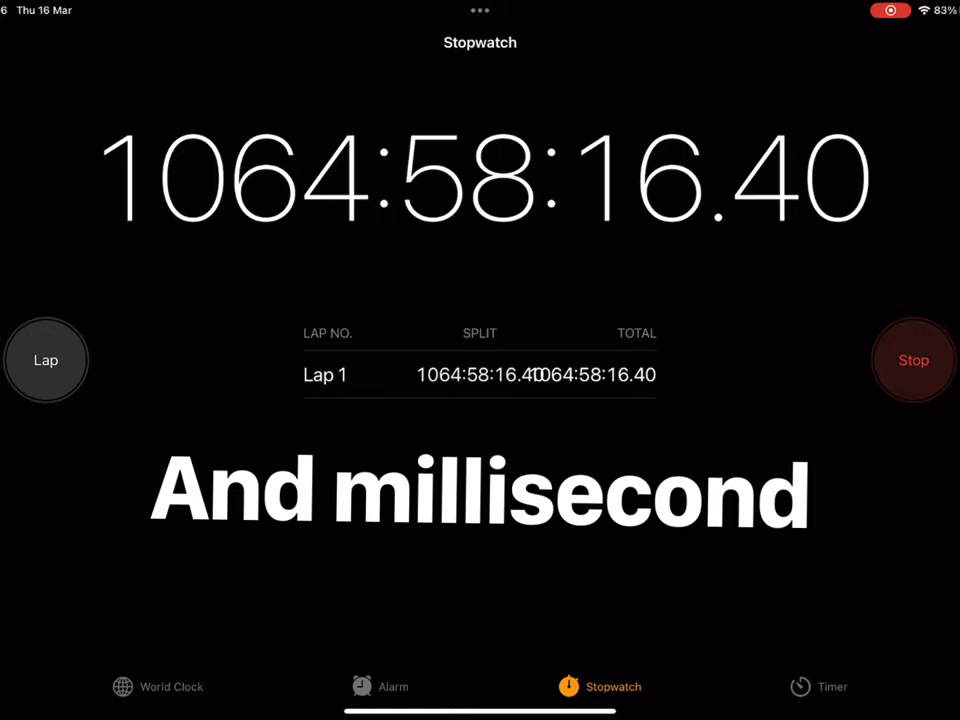 6 Thu 16 Mar
83%
Stopwatch
1064:58:16.40
LAP NO. SPLIT TOTAL
Lap 1 1064:58:16.40 1064:58:16.40
Lap
Stop
And millisecond
World Clock Alarm Stopwatch Timer